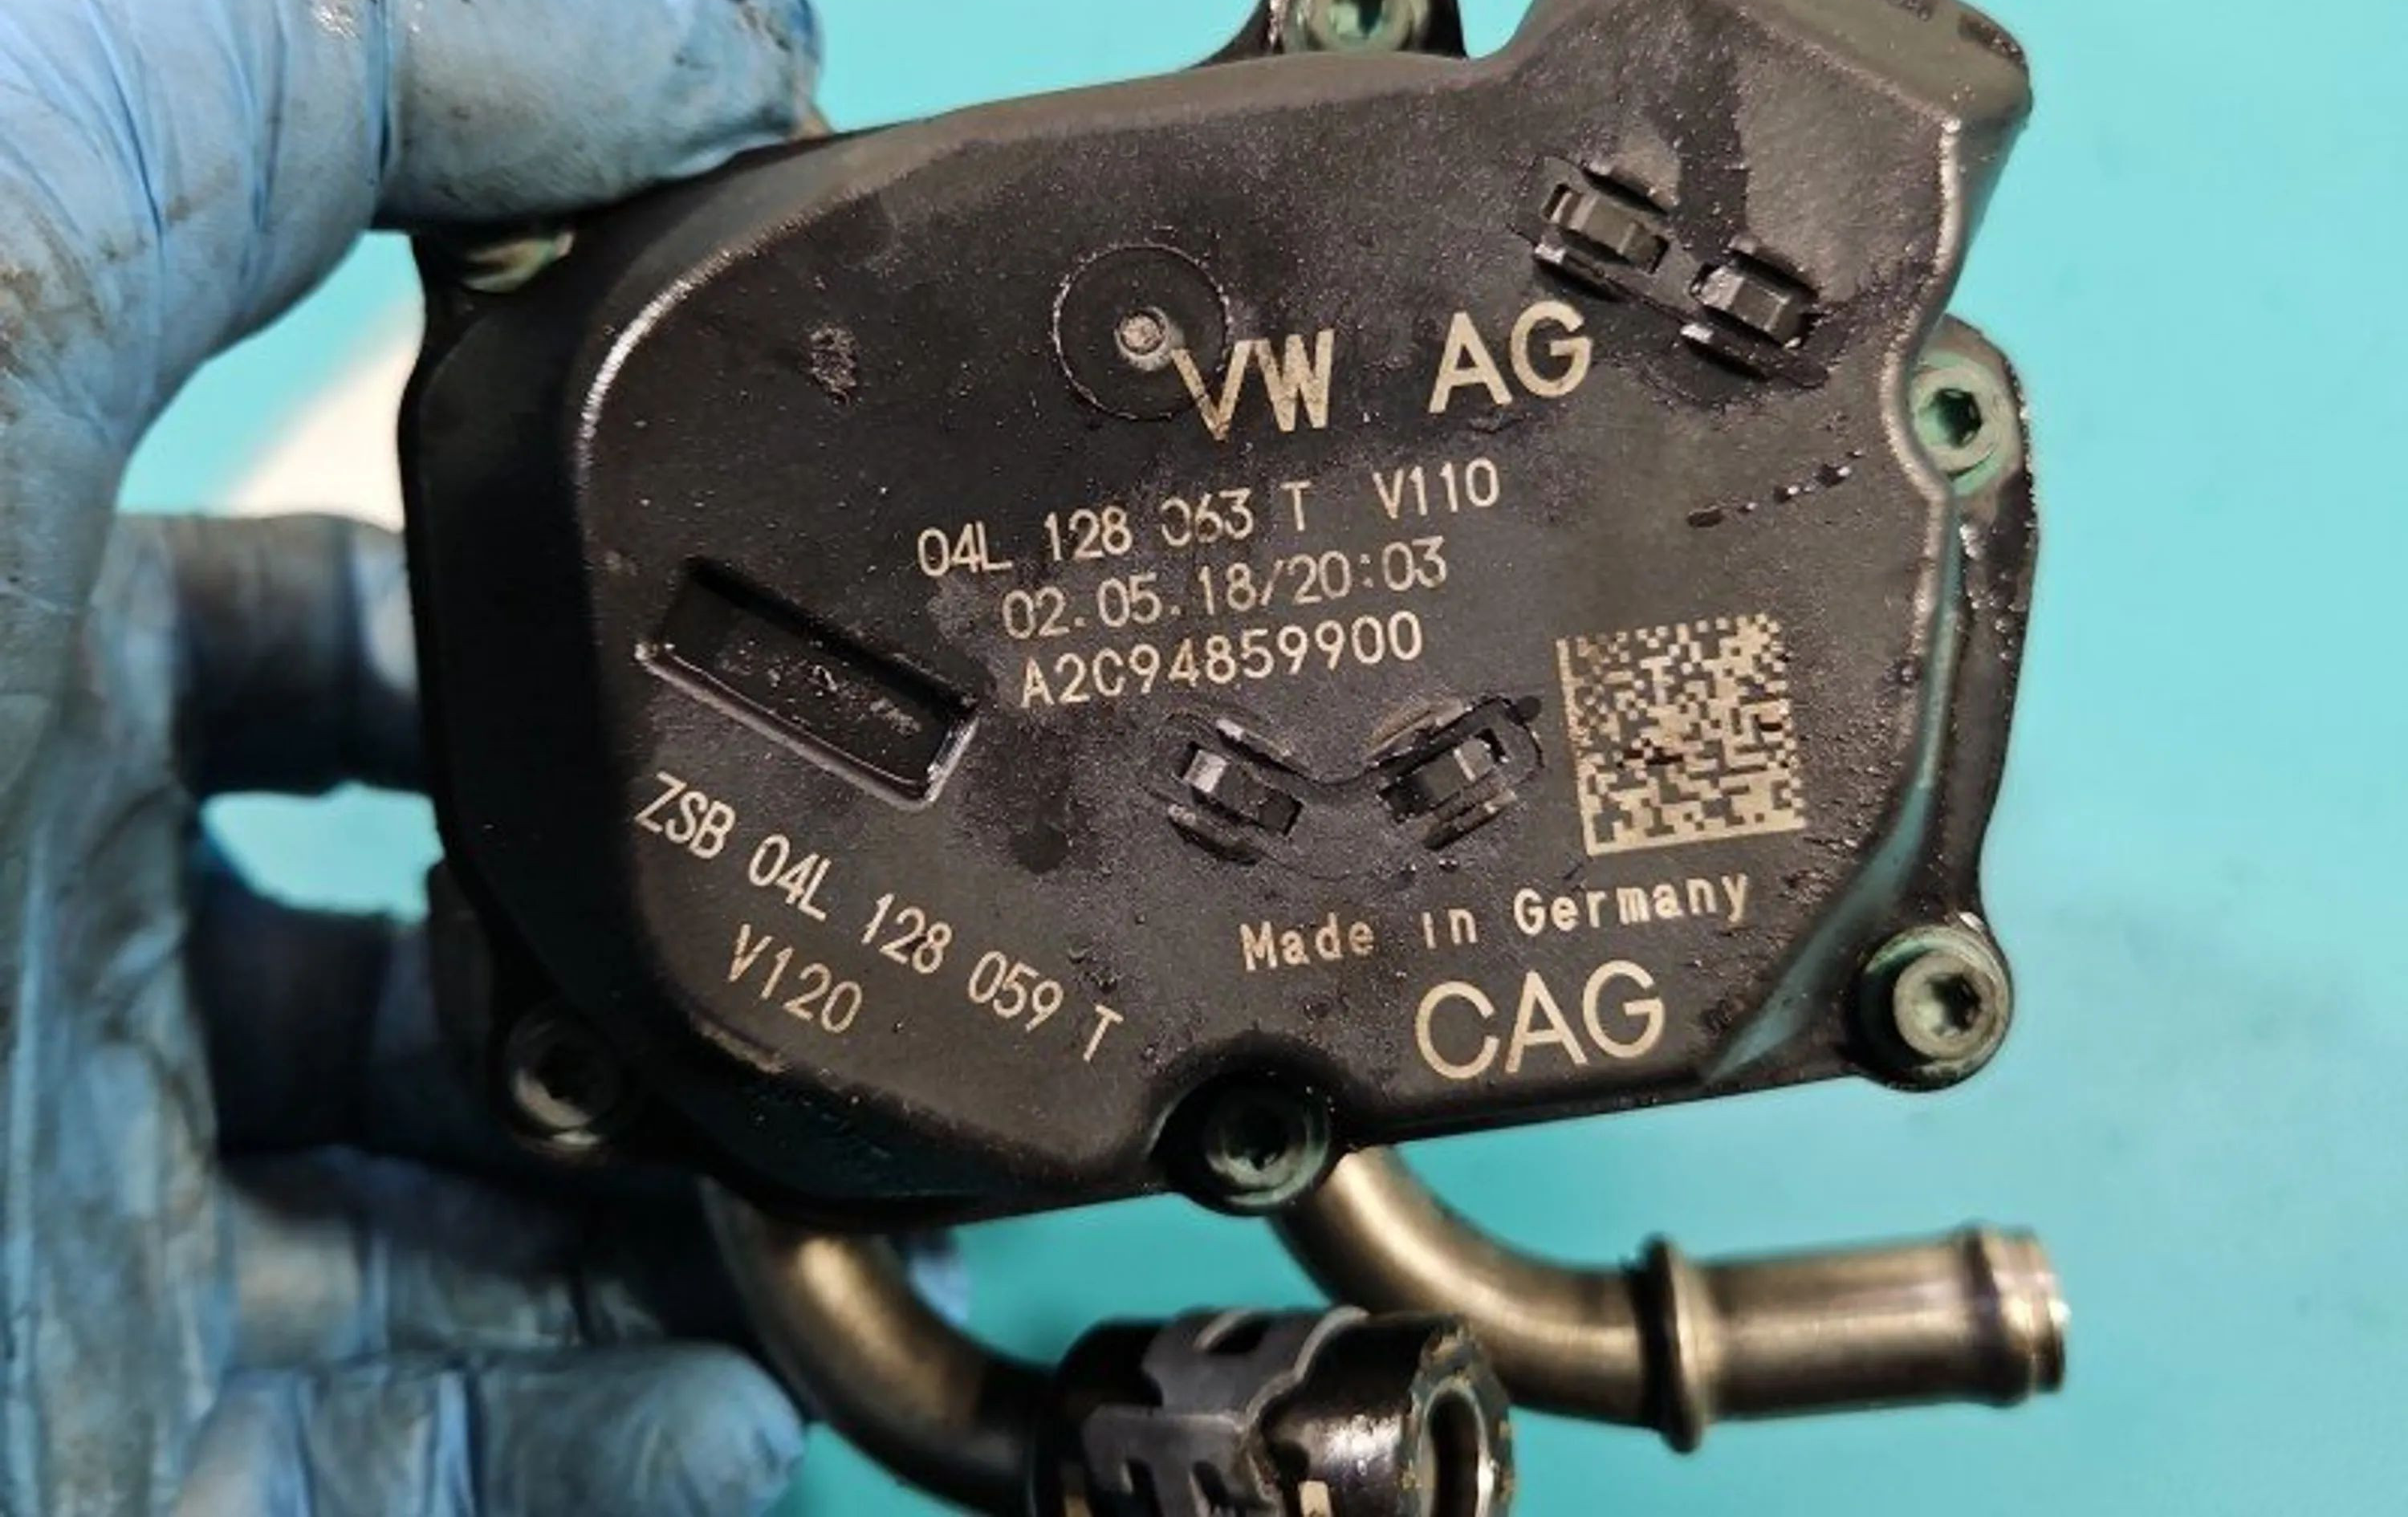 VW AG
04L 128 063 T V110
02.05.18/20:03
A2C94859900
ZSB 04L 128 059 T
V120
Made in Germany
CAG